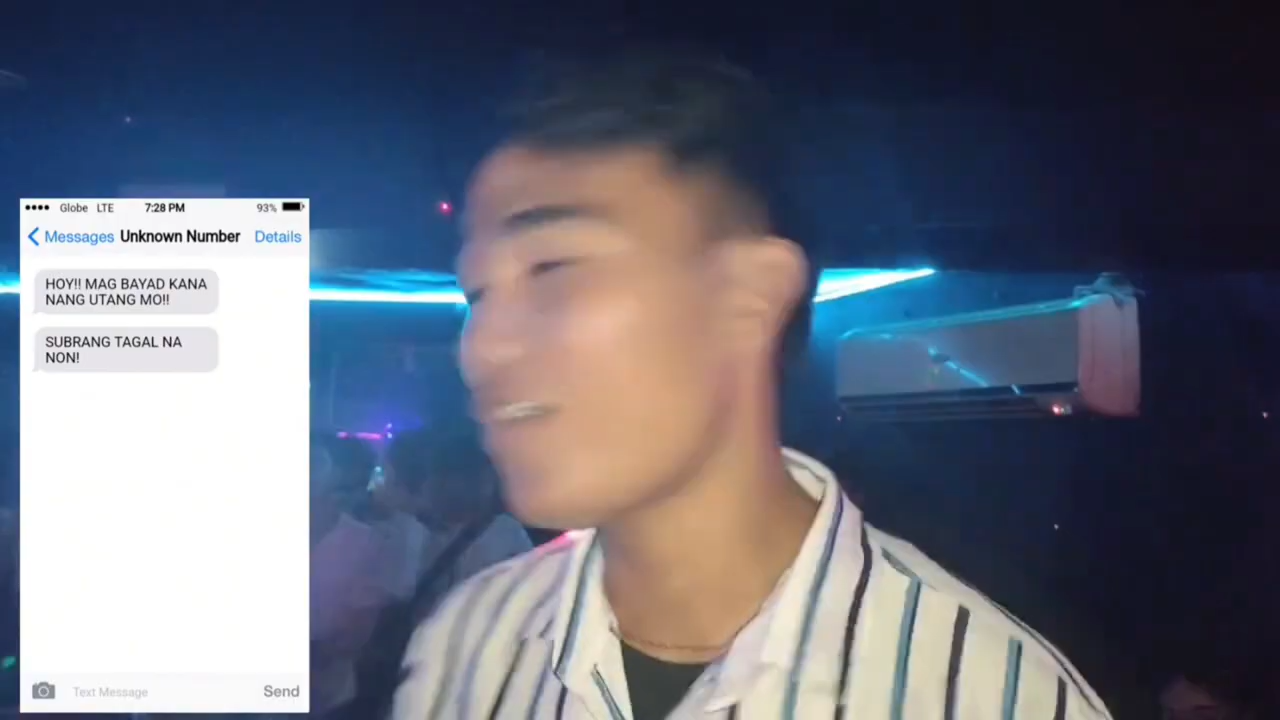 Globe LTE 7:28 PM 93%
Messages Unknown Number Details
HOY!! MAG BAYAD KANA
NANG UTANG MO!!
SUBRANG TAGAL NA
NON!
Text Message Send